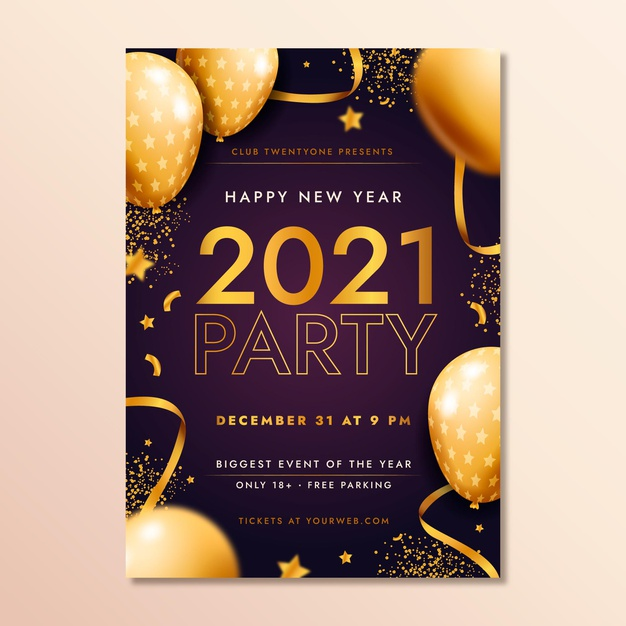 CLUB TWENTYONE PRESENTS
HAPPY NEW YEAR
2021
PARTY
DECEMBER 31 AT 9 PM
BIGGEST EVENT OF THE YEAR
ONLY 18+ · FREE PARKING
TICKETS AT YOURWEB.COM